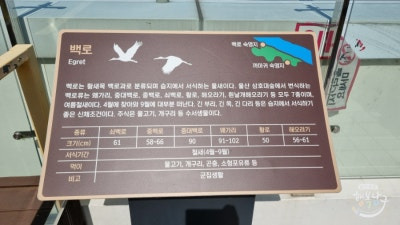 백로
Egret
백로 숙영지
까마귀 숙영지
백로는 황새목 백로과로 분류되며 습지에서 서식하는 물새이다. 울산 삼호대숲에서 번식하는
백로류는 왜가리, 중대백로, 중백로, 쇠백로, 황로, 해오라기, 흰날개해오라기 등 모두 7종이며,
여름철새이다. 4월에 찾아와 9월에 대부분 떠난다. 긴 부리, 긴 목, 긴 다리 등은 습지에서 서식하기
좋은 신체조건이다. 주식은 물고기, 개구리 등 수서생물이다.
종류 쇠백로 중백로 중대백로 왜가리 황로 해오라기
크기(cm) 61 58-66 90 91-102 50 56-61
서식기간 철새(4월~9월)
먹이 물고기, 개구리, 곤충, 소형포유류 등
비고 군집생활